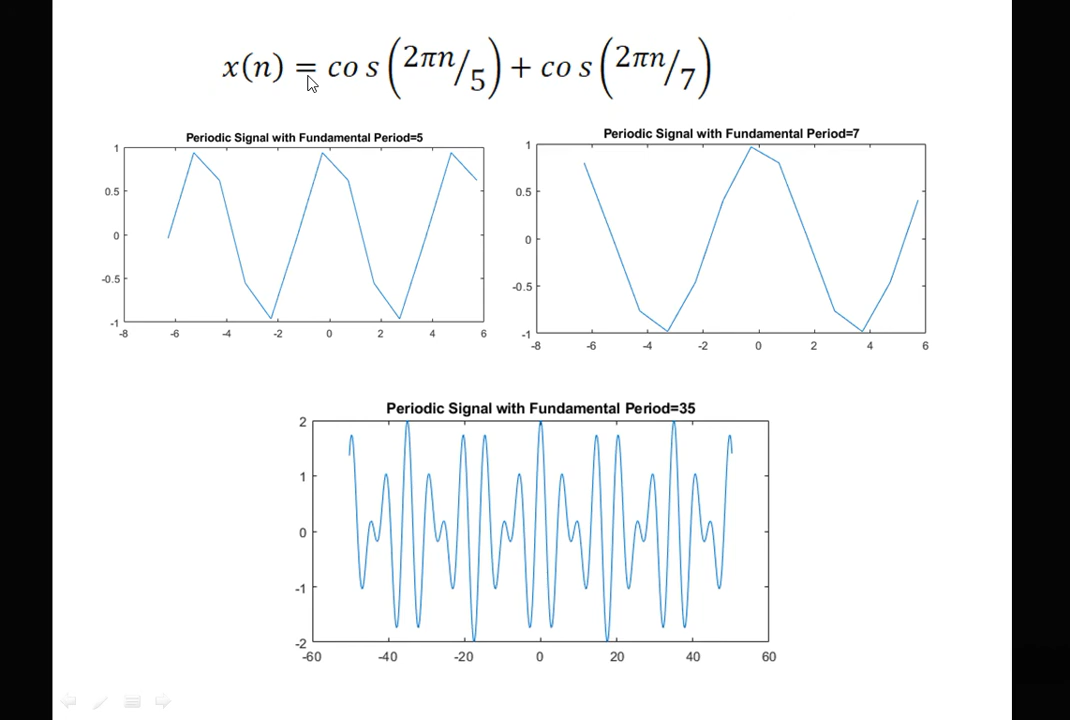 x(n) = cos(2πn/5) + cos(2πn/7)
Periodic Signal with Fundamental Period=5
1
0.5
0
-0.5
-1
-8 -6 -4 -2 0 2 4 6
Periodic Signal with Fundamental Period=7
1
0.5
0
-0.5
-1
-8 -6 -4 -2 0 2 4 6
Periodic Signal with Fundamental Period=35
2
1
0
-1
-2
-60 -40 -20 0 20 40 60